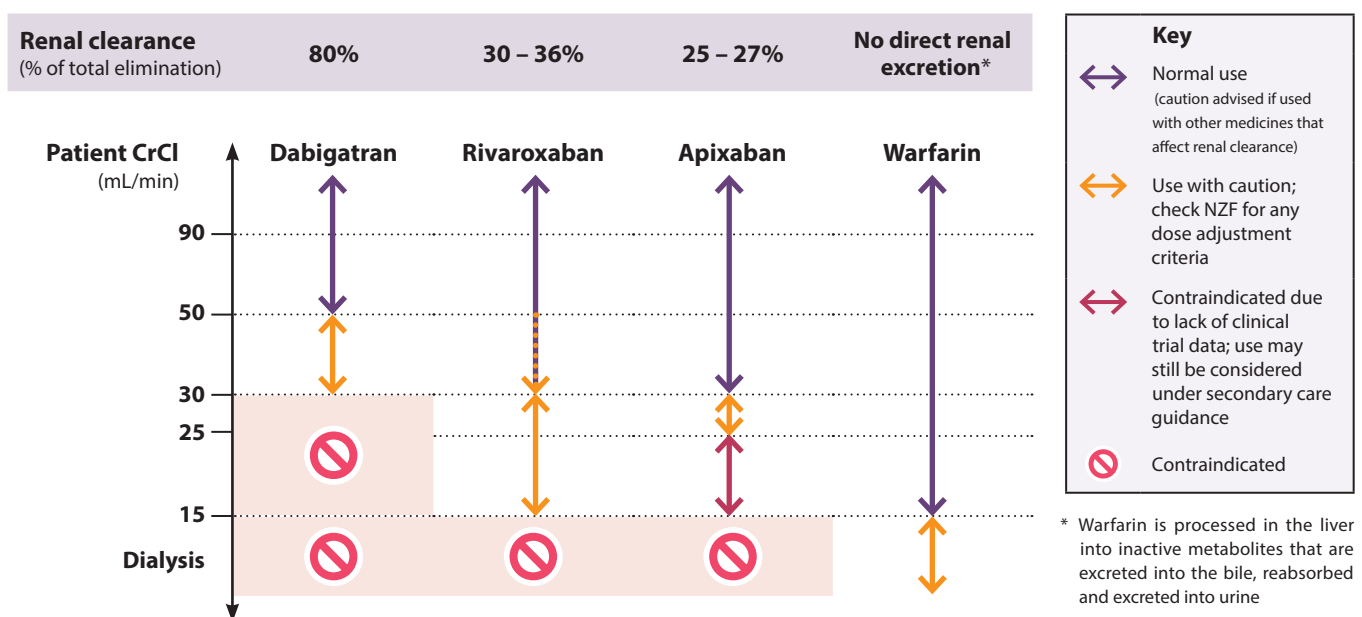 Renal clearance
(% of total elimination)
80%
30 – 36%
25 – 27%
No direct renal
excretion*
Patient CrCl
(mL/min)
Dabigatran
Rivaroxaban
Apixaban
Warfarin
90
50
30
25
15
Dialysis
Key
Normal use
(caution advised if used
with other medicines that
affect renal clearance)
Use with caution;
check NZF for any
dose adjustment
criteria
Contraindicated due
to lack of clinical
trial data; use may
still be considered
under secondary care
guidance
Contraindicated
* Warfarin is processed in the liver
into inactive metabolites that are
excreted into the bile, reabsorbed
and excreted into urine